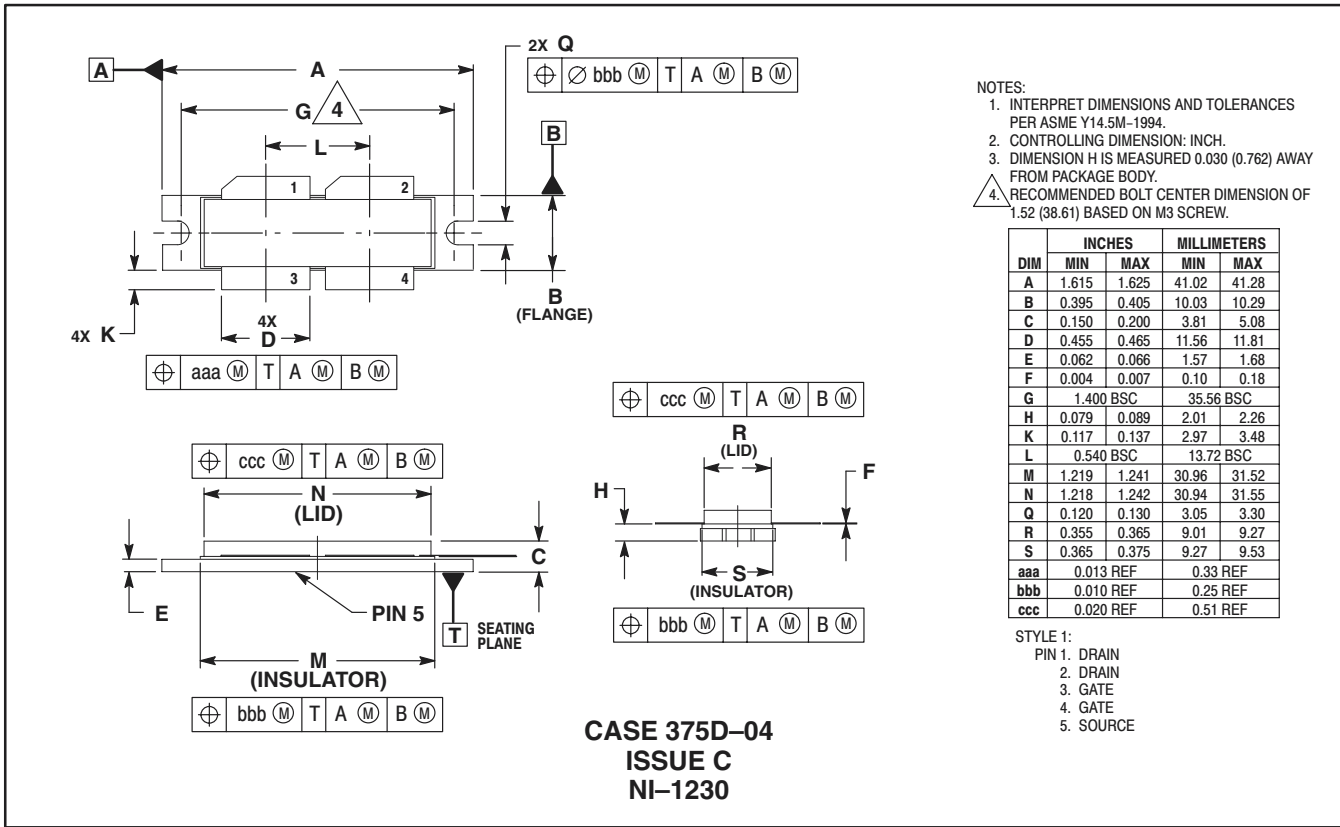 2X Q
⌖ ∅ bbb Ⓜ T A Ⓜ B Ⓜ
A
A
G 4
B
L
1 2
3 4
B
(FLANGE)
4X K
4X
D
⌖ aaa Ⓜ T A Ⓜ B Ⓜ
⌖ ccc Ⓜ T A Ⓜ B Ⓜ
N
(LID)
C
E
PIN 5
T SEATING
PLANE
M
(INSULATOR)
⌖ bbb Ⓜ T A Ⓜ B Ⓜ
⌖ ccc Ⓜ T A Ⓜ B Ⓜ
R
(LID)
H
F
S
(INSULATOR)
⌖ bbb Ⓜ T A Ⓜ B Ⓜ
CASE 375D–04
ISSUE C
NI–1230
NOTES:
1. INTERPRET DIMENSIONS AND TOLERANCES
PER ASME Y14.5M–1994.
2. CONTROLLING DIMENSION: INCH.
3. DIMENSION H IS MEASURED 0.030 (0.762) AWAY
FROM PACKAGE BODY.
4. RECOMMENDED BOLT CENTER DIMENSION OF
1.52 (38.61) BASED ON M3 SCREW.
INCHES MILLIMETERS
DIM MIN MAX MIN MAX
A 1.615 1.625 41.02 41.28
B 0.395 0.405 10.03 10.29
C 0.150 0.200 3.81 5.08
D 0.455 0.465 11.56 11.81
E 0.062 0.066 1.57 1.68
F 0.004 0.007 0.10 0.18
G 1.400 BSC 35.56 BSC
H 0.079 0.089 2.01 2.26
K 0.117 0.137 2.97 3.48
L 0.540 BSC 13.72 BSC
M 1.219 1.241 30.96 31.52
N 1.218 1.242 30.94 31.55
Q 0.120 0.130 3.05 3.30
R 0.355 0.365 9.01 9.27
S 0.365 0.375 9.27 9.53
aaa 0.013 REF 0.33 REF
bbb 0.010 REF 0.25 REF
ccc 0.020 REF 0.51 REF
STYLE 1:
PIN 1. DRAIN
2. DRAIN
3. GATE
4. GATE
5. SOURCE